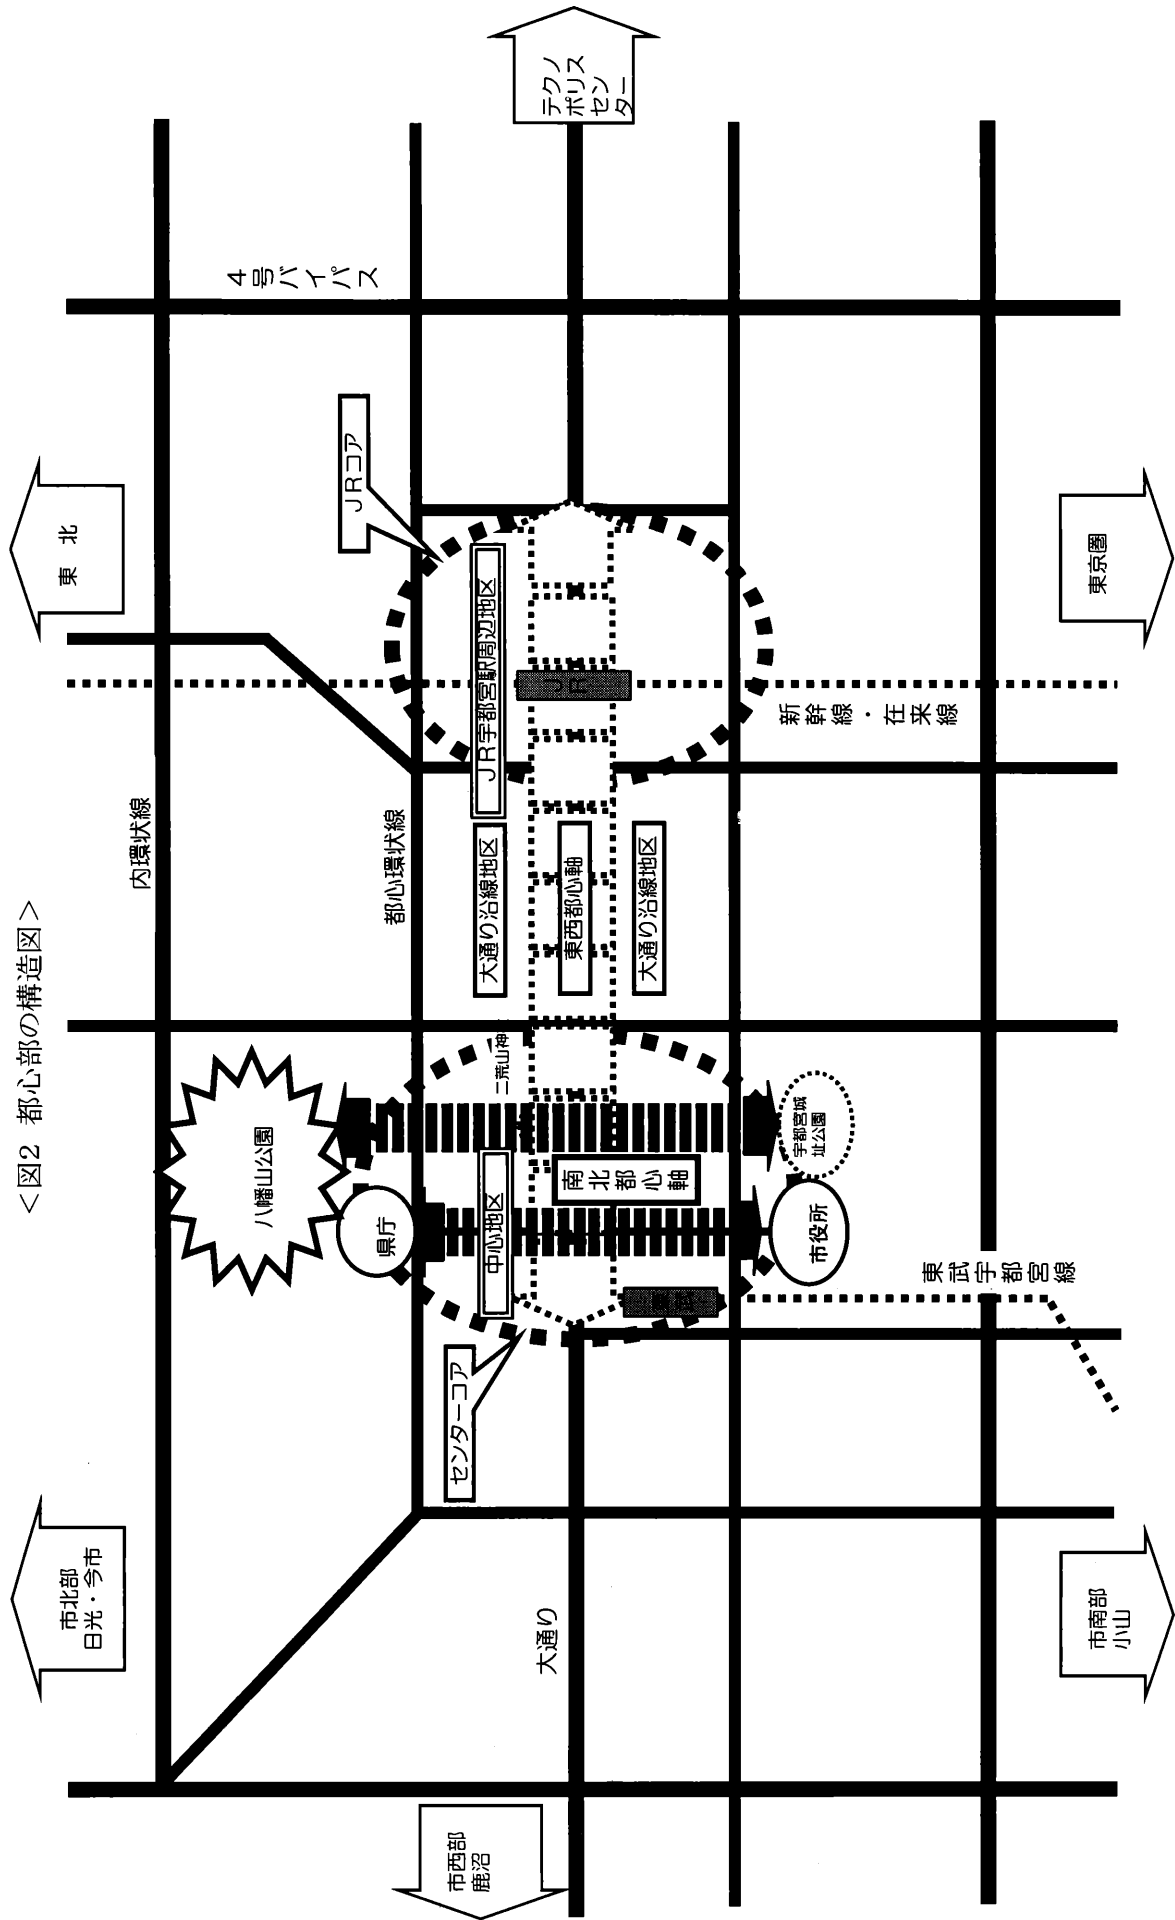 <図2 都心部の構造図>
市北部
日光・今市
東 北
内環状線
4号バイパス
八幡山公園
JRコア
都心環状線
県庁
センターコア
JR宇都宮駅周辺地区
大通り沿線地区
中心地区
二荒山神
市西部
鹿沼
大通り
テクノ
ポリス
セン
ター
JR
東西都心軸
南北都心軸
大通り沿線地区
宇都宮城
址公園
市役所
新幹線・在来線
東武宇都宮線
市南部
小山
東京圏